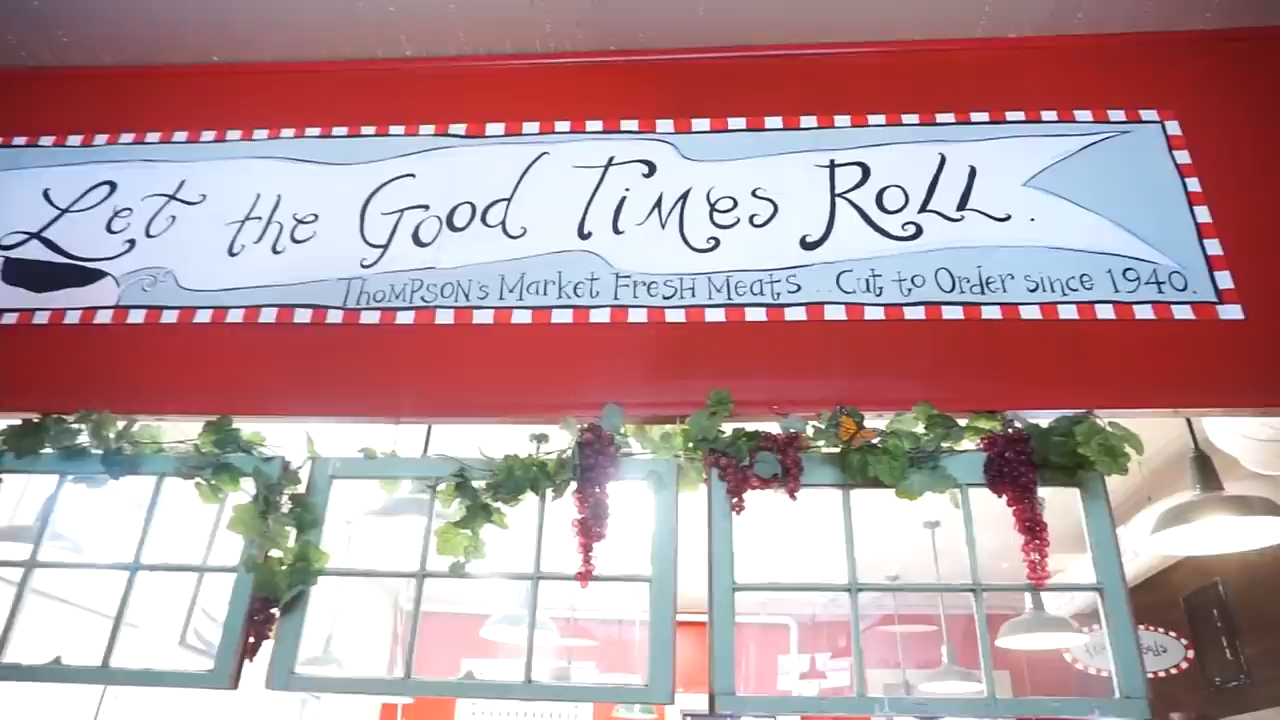 Let the Good Times Roll.
Thompson's Market Fresh Meats.. Cut to Order since 1940.